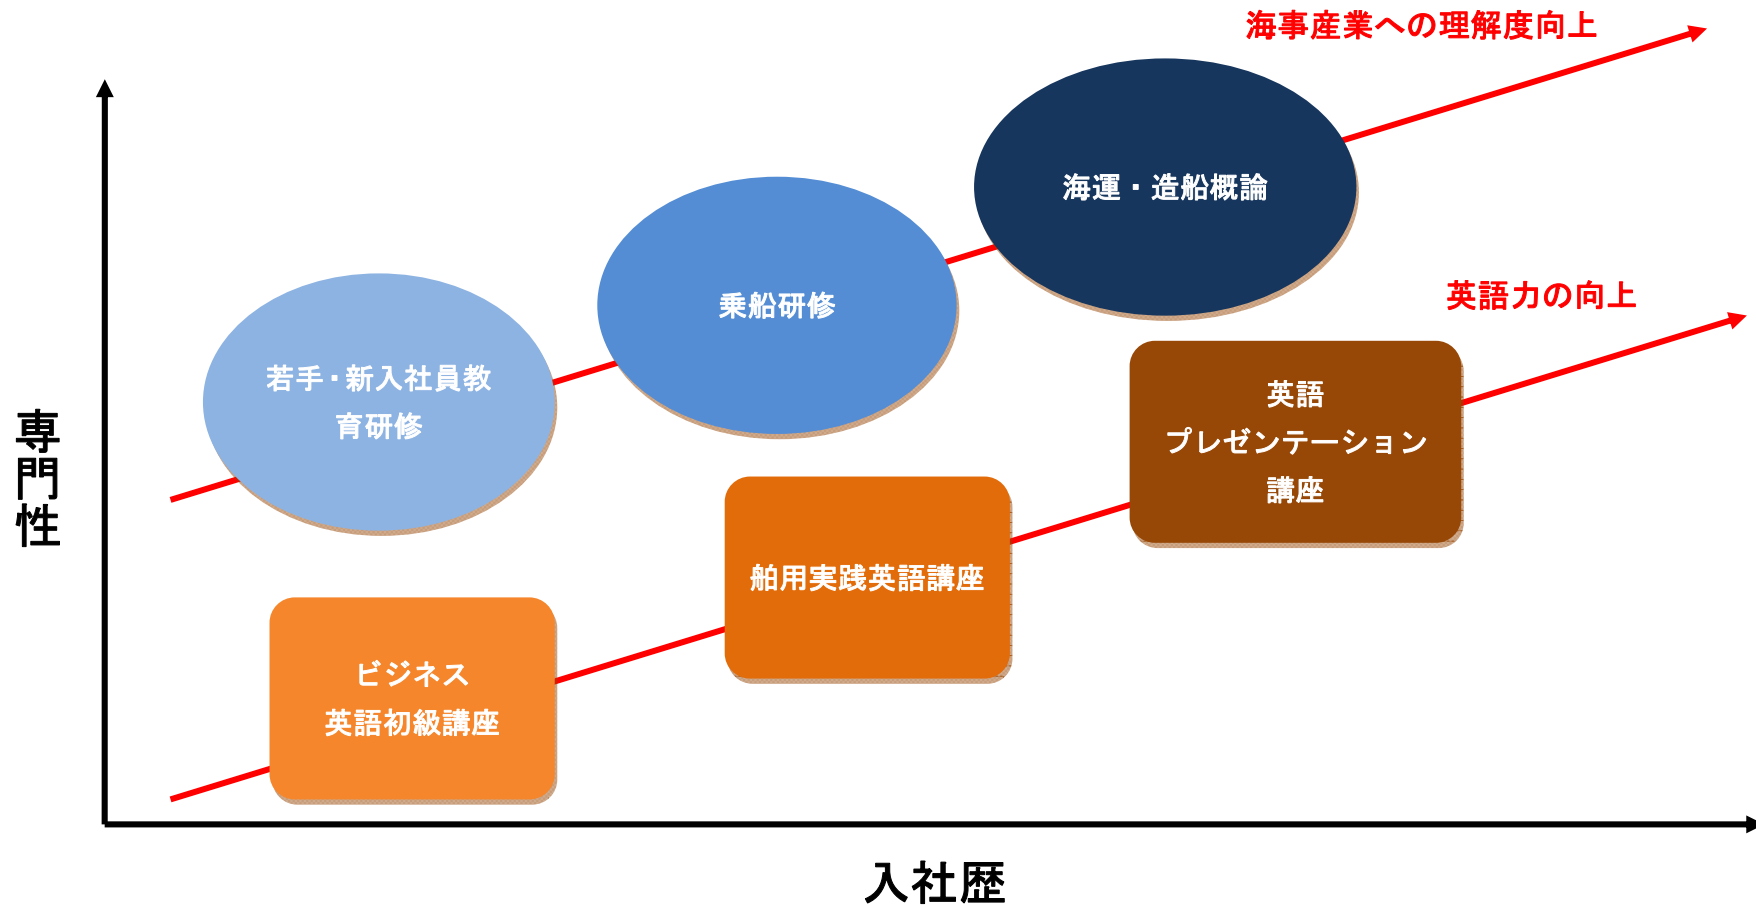 海事産業への理解度向上
海運・造船概論
乗船研修
若手・新入社員教
育研修
英語力の向上
英語
プレゼンテーション
講座
舶用実践英語講座
ビジネス
英語初級講座
専門性
入社歴